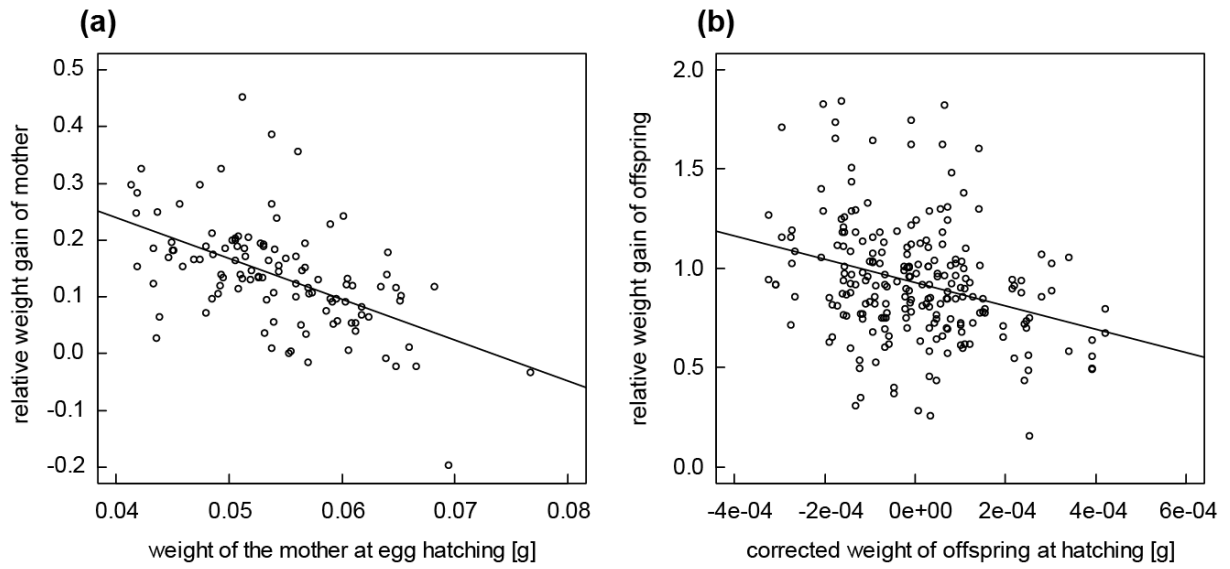 (a)
relative weight gain of mother
0.5
0.4
0.3
0.2
0.1
0.0
-0.1
-0.2
0.04 0.05 0.06 0.07 0.08
weight of the mother at egg hatching [g]
(b)
relative weight gain of offspring
2.0
1.5
1.0
0.5
0.0
-4e-04 -2e-04 0e+00 2e-04 4e-04 6e-04
corrected weight of offspring at hatching [g]